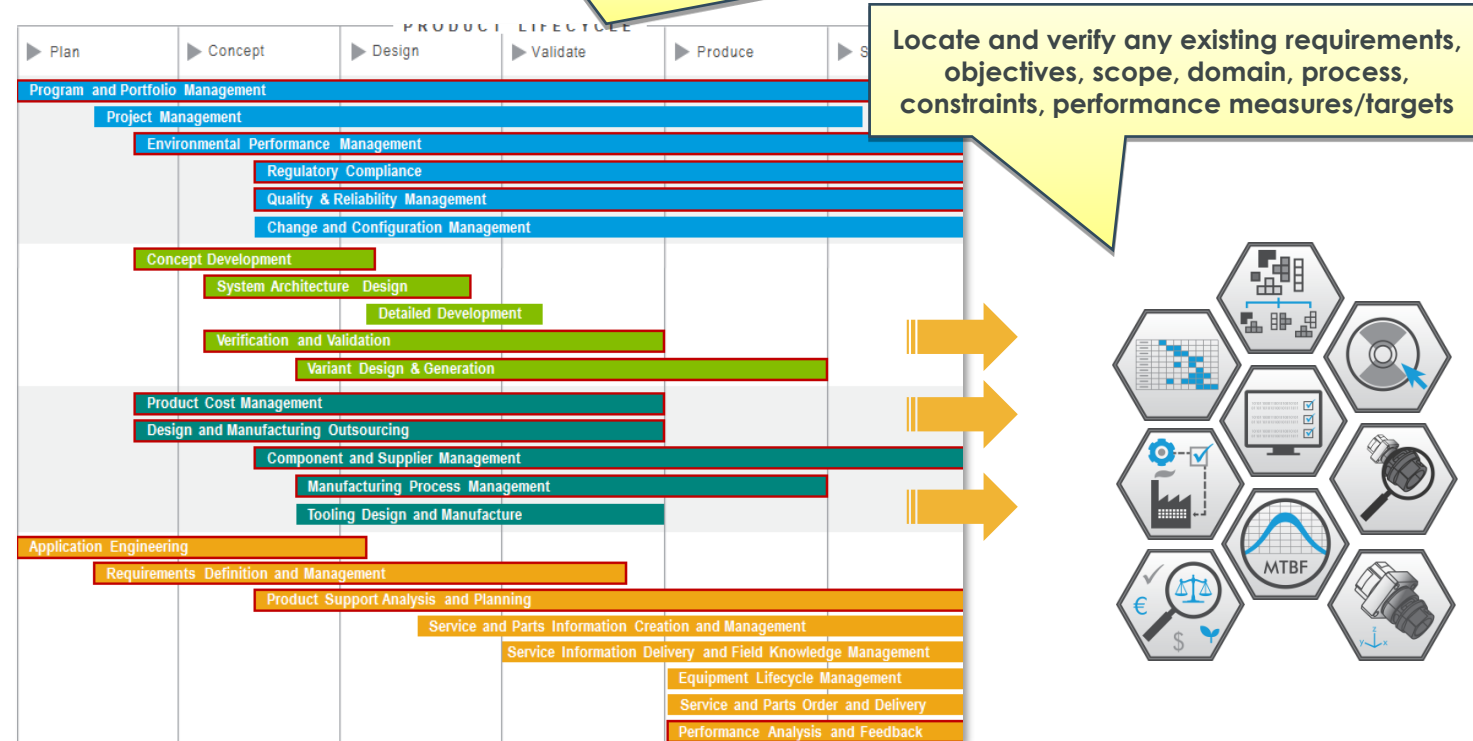 PRODUCT LIFECYCLE
Plan
Concept
Design
Validate
Produce
S
Locate and verify any existing requirements,
objectives, scope, domain, process,
constraints, performance measures/targets
Program and Portfolio Management
Project Management
Environmental Performance Management
Regulatory Compliance
Quality & Reliability Management
Change and Configuration Management
Concept Development
System Architecture Design
Detailed Development
Verification and Validation
Variant Design & Generation
Product Cost Management
Design and Manufacturing Outsourcing
Component and Supplier Management
Manufacturing Process Management
Tooling Design and Manufacture
Application Engineering
Requirements Definition and Management
Product Support Analysis and Planning
Service and Parts Information Creation and Management
Service Information Delivery and Field Knowledge Management
Equipment Lifecycle Management
Service and Parts Order and Delivery
Performance Analysis and Feedback
MTBF
€
$
z
y
x